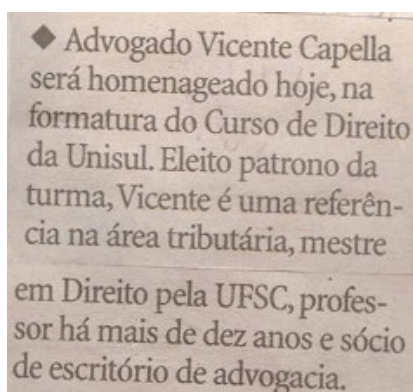 ◆ Advogado Vicente Capella
será homenageado hoje, na
formatura do Curso de Direito
da Unisul. Eleito patrono da
turma, Vicente é uma referên-
cia na área tributária, mestre
em Direito pela UFSC, profes-
sor há mais de dez anos e sócio
de escritório de advogacia.